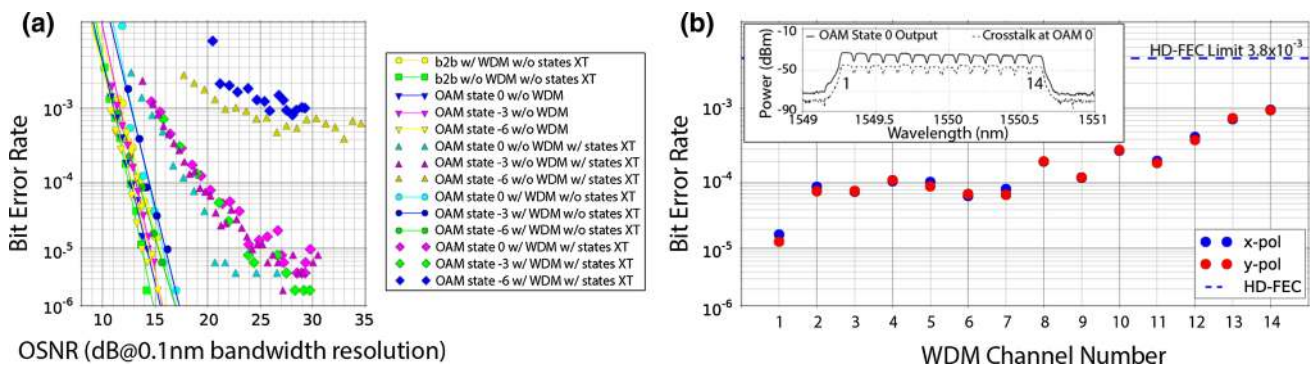 (a)
Bit Error Rate
10-3
10-4
10-5
10-6
10 15 20 25 30 35
OSNR (dB@0.1nm bandwidth resolution)
b2b w/ WDM w/o states XT
b2b w/o WDM w/o states XT
OAM state 0 w/o WDM
OAM state -3 w/o WDM
OAM state -6 w/o WDM
OAM state 0 w/o WDM w/ states XT
OAM state -3 w/o WDM w/ states XT
OAM state -6 w/o WDM w/ states XT
OAM state 0 w/ WDM w/o states XT
OAM state -3 w/ WDM w/o states XT
OAM state -6 w/ WDM w/o states XT
OAM state 0 w/ WDM w/ states XT
OAM state -3 w/ WDM w/ states XT
OAM state -6 w/ WDM w/ states XT
(b)
Bit Error Rate
10-3
10-4
10-5
10-6
Power (dBm)
-10
-50
-90
OAM State 0 Output
Crosstalk at OAM 0
1
14
1549 1549.5 1550 1550.5 1551
Wavelength (nm)
HD-FEC Limit 3.8x10-3
x-pol
y-pol
HD-FEC
1 2 3 4 5 6 7 8 9 10 11 12 13 14
WDM Channel Number